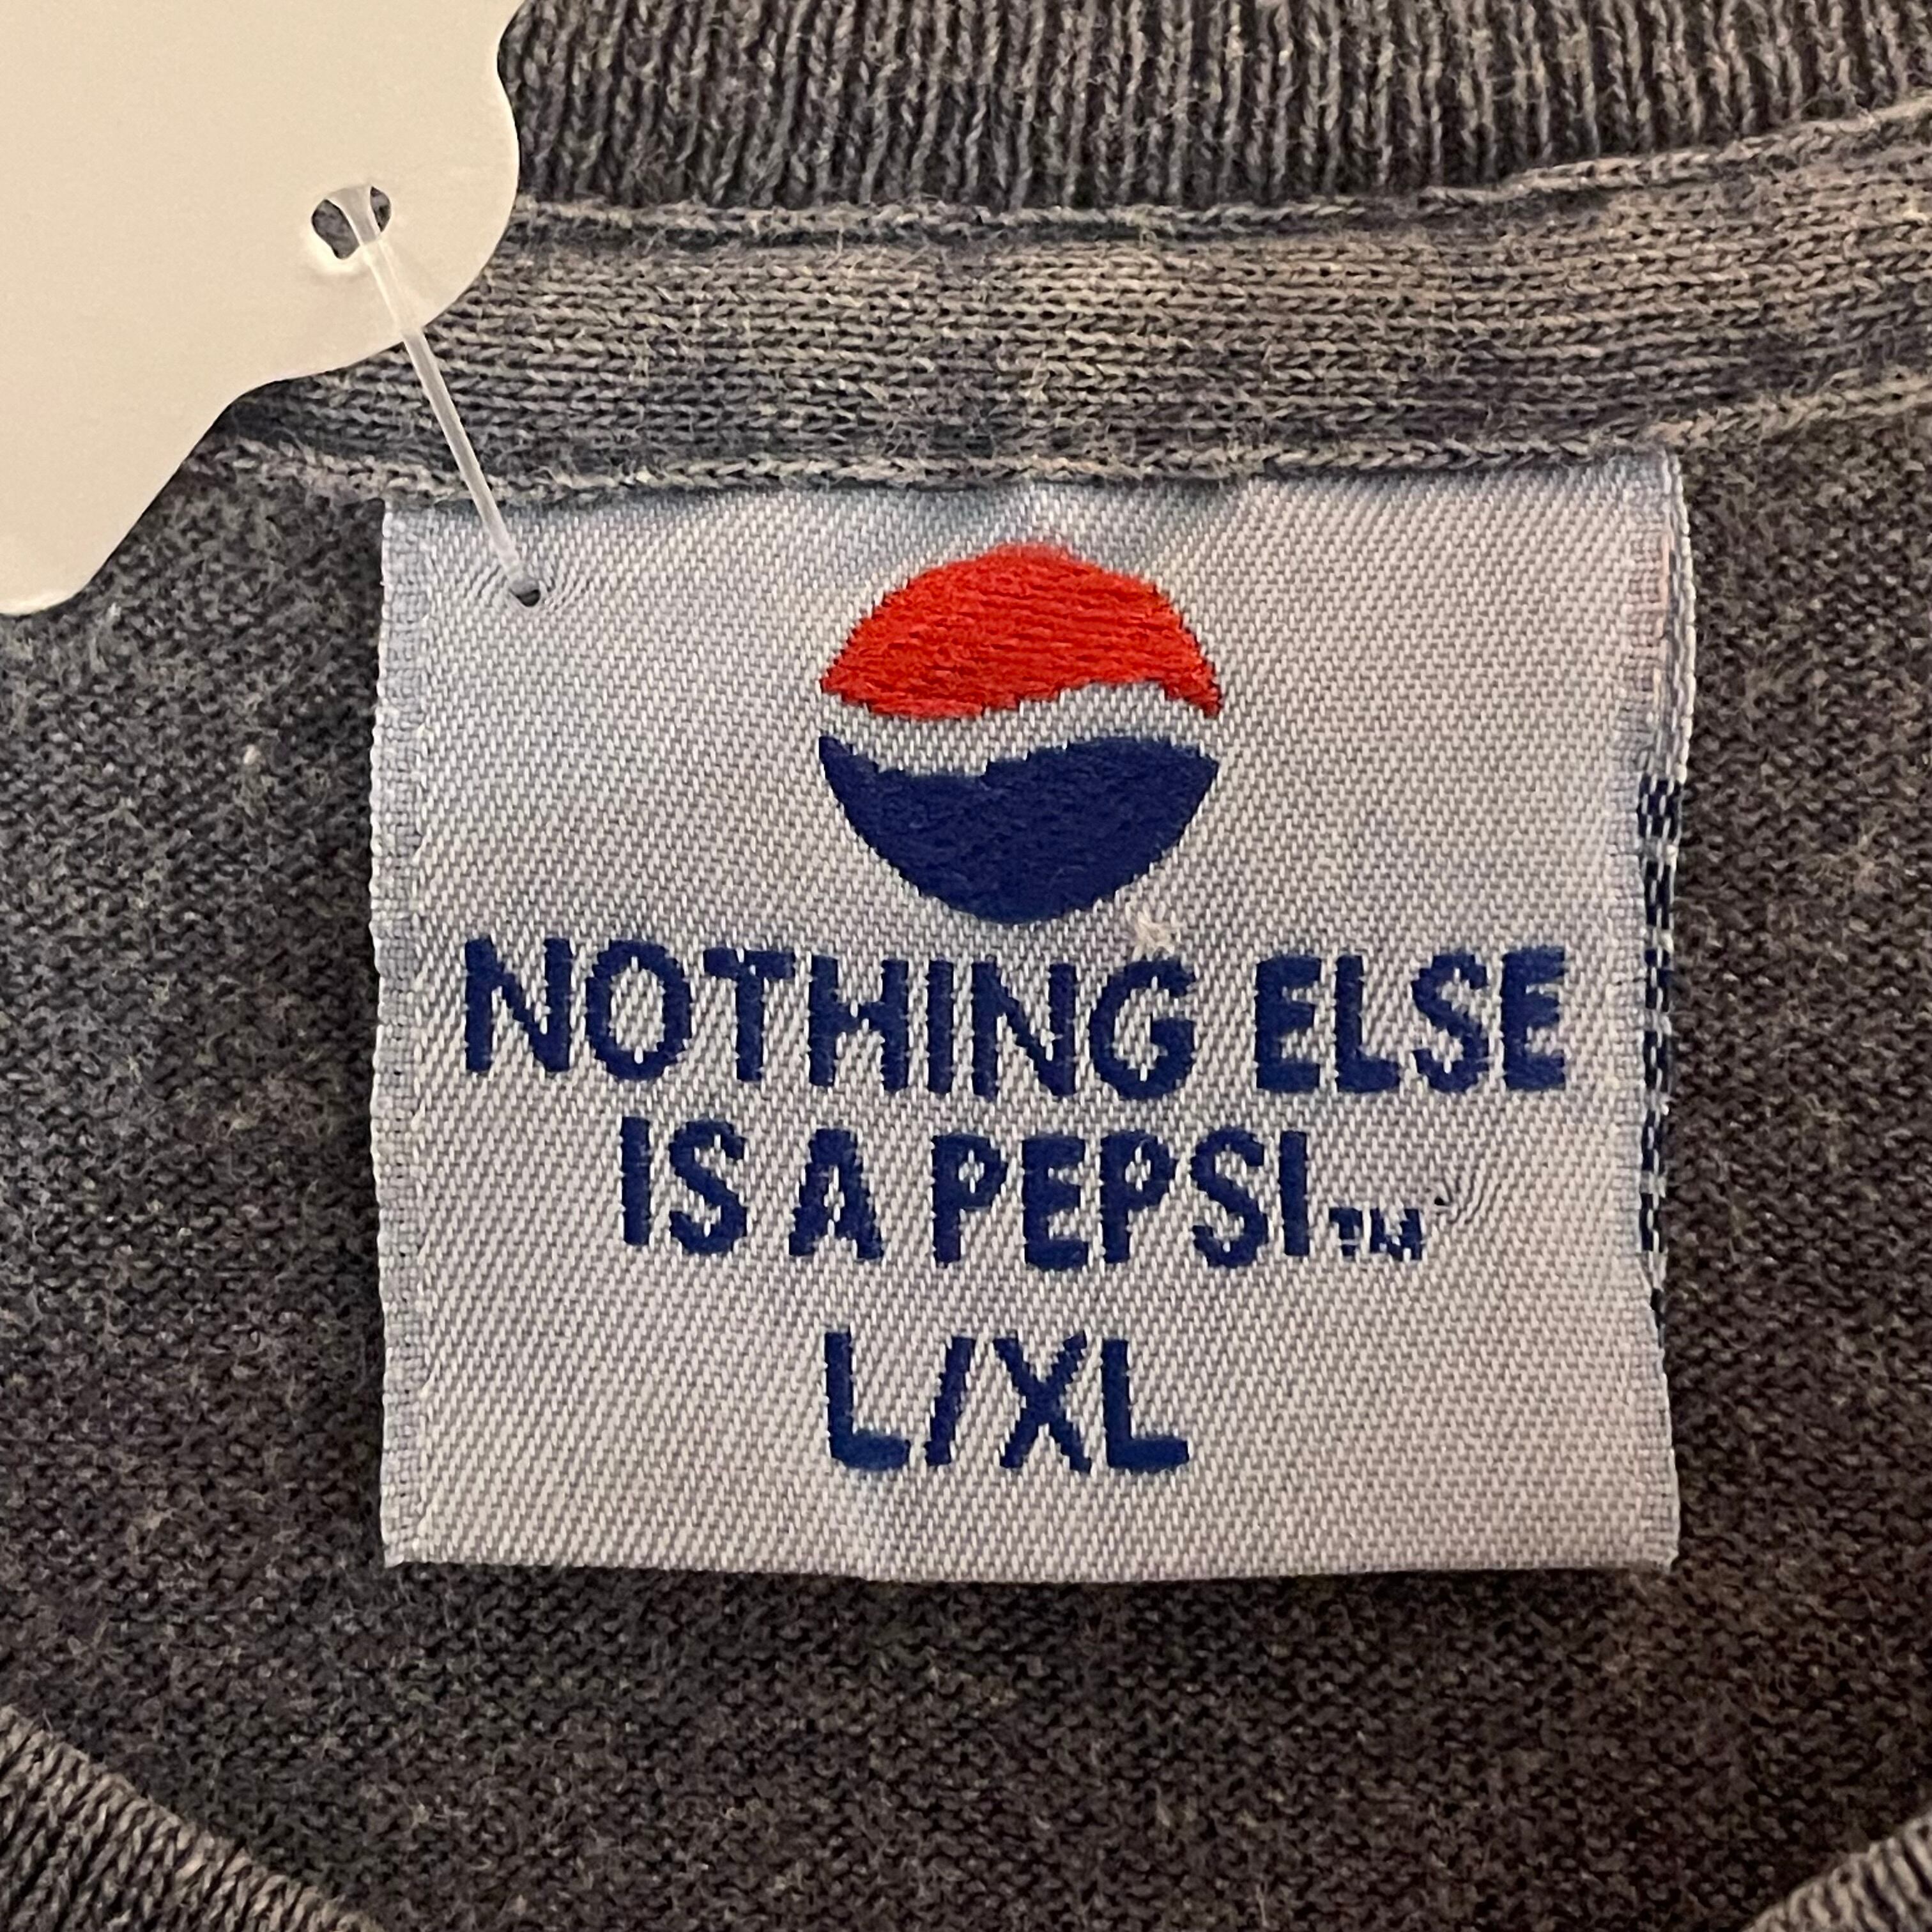 NOTHING ELSE
IS A PEPSI™
L/XL